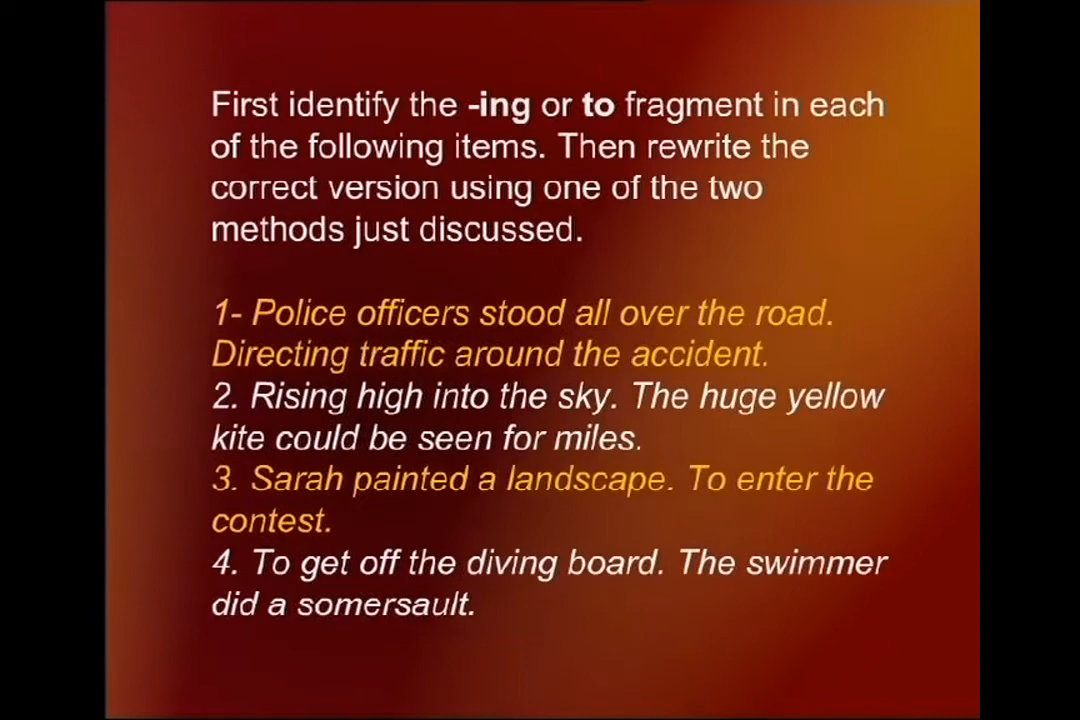 First identify the -ing or to fragment in each
of the following items. Then rewrite the
correct version using one of the two
methods just discussed.
1- Police officers stood all over the road.
Directing traffic around the accident.
2. Rising high into the sky. The huge yellow
kite could be seen for miles.
3. Sarah painted a landscape. To enter the
contest.
4. To get off the diving board. The swimmer
did a somersault.